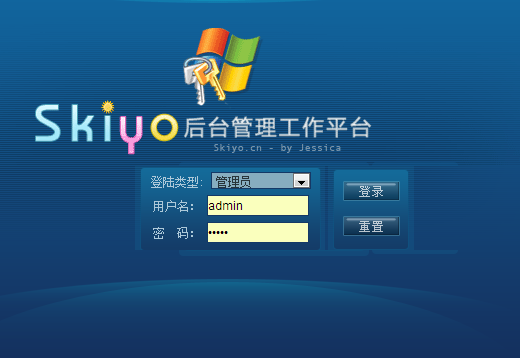 Skiyo后台管理工作平台
Skiyo.cn - by Jessica
登陆类型: 管理员
登录
用户名: admin
密 码: •••••
重置